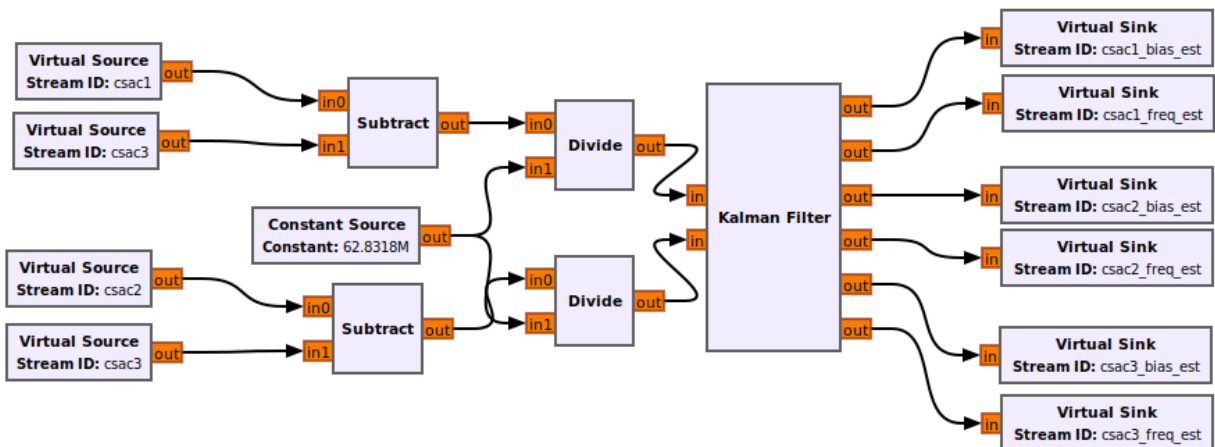 Virtual Source
Stream ID: csac1
out
Virtual Source
Stream ID: csac3
out
in0
in1
Subtract
out
Constant Source
Constant: 62.8318M
out
Virtual Source
Stream ID: csac2
out
Virtual Source
Stream ID: csac3
out
in0
in1
Subtract
out
in0
in1
Divide
out
in0
in1
Divide
out
in
in
Kalman Filter
out
out
out
out
out
out
in
Virtual Sink
Stream ID: csac1_bias_est
in
Virtual Sink
Stream ID: csac1_freq_est
in
Virtual Sink
Stream ID: csac2_bias_est
in
Virtual Sink
Stream ID: csac2_freq_est
in
Virtual Sink
Stream ID: csac3_bias_est
in
Virtual Sink
Stream ID: csac3_freq_est